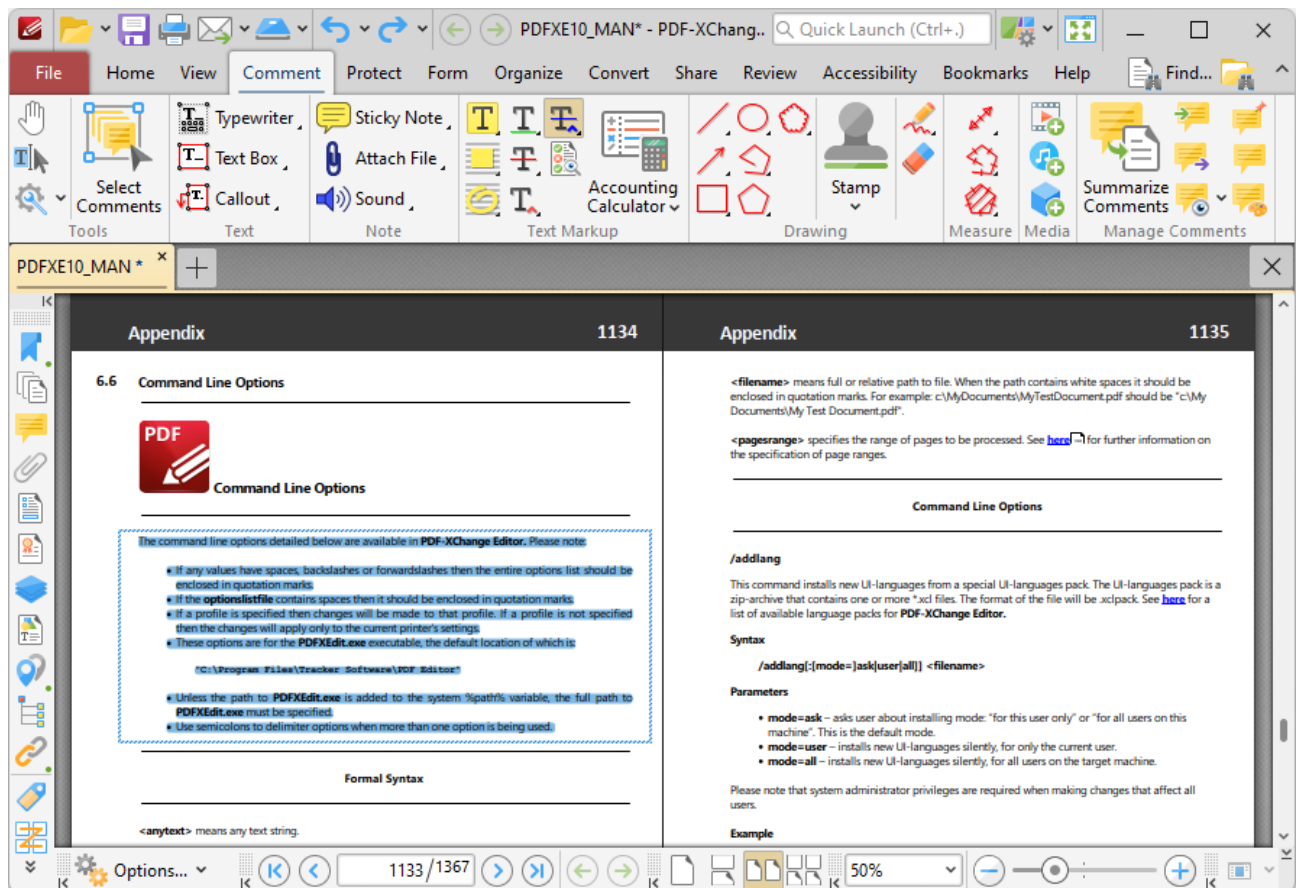 PDFXE10_MAN* - PDF-XChang.. Quick Launch (Ctrl+.)
File Home View Comment Protect Form Organize Convert Share Review Accessibility Bookmarks Help Find...
Typewriter Sticky Note
Text Box Attach File
Callout Sound
Select
Comments
Accounting
Calculator
Stamp
Summarize
Comments
Tools Text Note Text Markup Drawing Measure Media Manage Comments
PDFXE10_MAN *
Appendix 1134
6.6 Command Line Options
PDF
Command Line Options
The command line options detailed below are available in PDF-XChange Editor. Please note:
• If any values have spaces, backslashes or forwardslashes then the entire options list should be
enclosed in quotation marks.
• If the optionslistfile contains spaces then it should be enclosed in quotation marks.
• If a profile is specified then changes will be made to that profile. If a profile is not specified
then the changes will apply only to the current printer's settings.
• These options are for the PDFXEdit.exe executable, the default location of which is:
"C:\Program Files\Tracker Software\PDF Editor"
• Unless the path to PDFXEdit.exe is added to the system %path% variable, the full path to
PDFXEdit.exe must be specified.
• Use semicolons to delimiter options when more than one option is being used.
Formal Syntax
<anytext> means any text string.
Appendix 1135
<filename> means full or relative path to file. When the path contains white spaces it should be
enclosed in quotation marks. For example: c:\MyDocuments\MyTestDocument.pdf should be "c:\My
Documents\My Test Document.pdf".
<pagesrange> specifies the range of pages to be processed. See here for further information on
the specification of page ranges.
Command Line Options
/addlang
This command installs new UI-languages from a special UI-languages pack. The UI-languages pack is a
zip-archive that contains one or more *.xcl files. The format of the file will be .xclpack. See here for a
list of available language packs for PDF-XChange Editor.
Syntax
/addlang[:[mode=]ask|user|all]] <filename>
Parameters
• mode=ask – asks user about installing mode: "for this user only" or "for all users on this
machine". This is the default mode.
• mode=user – installs new UI-languages silently, for only the current user.
• mode=all – installs new UI-languages silently, for all users on the target machine.
Please note that system administrator privileges are required when making changes that affect all
users.
Example
Options... 1133/1367 50%